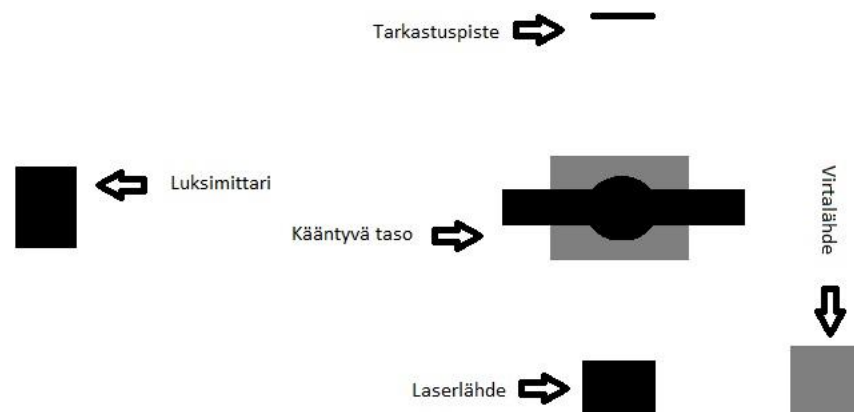 Tarkastuspiste
Luksimittari
Kääntyvä taso
Virtalähde
Laserlähde